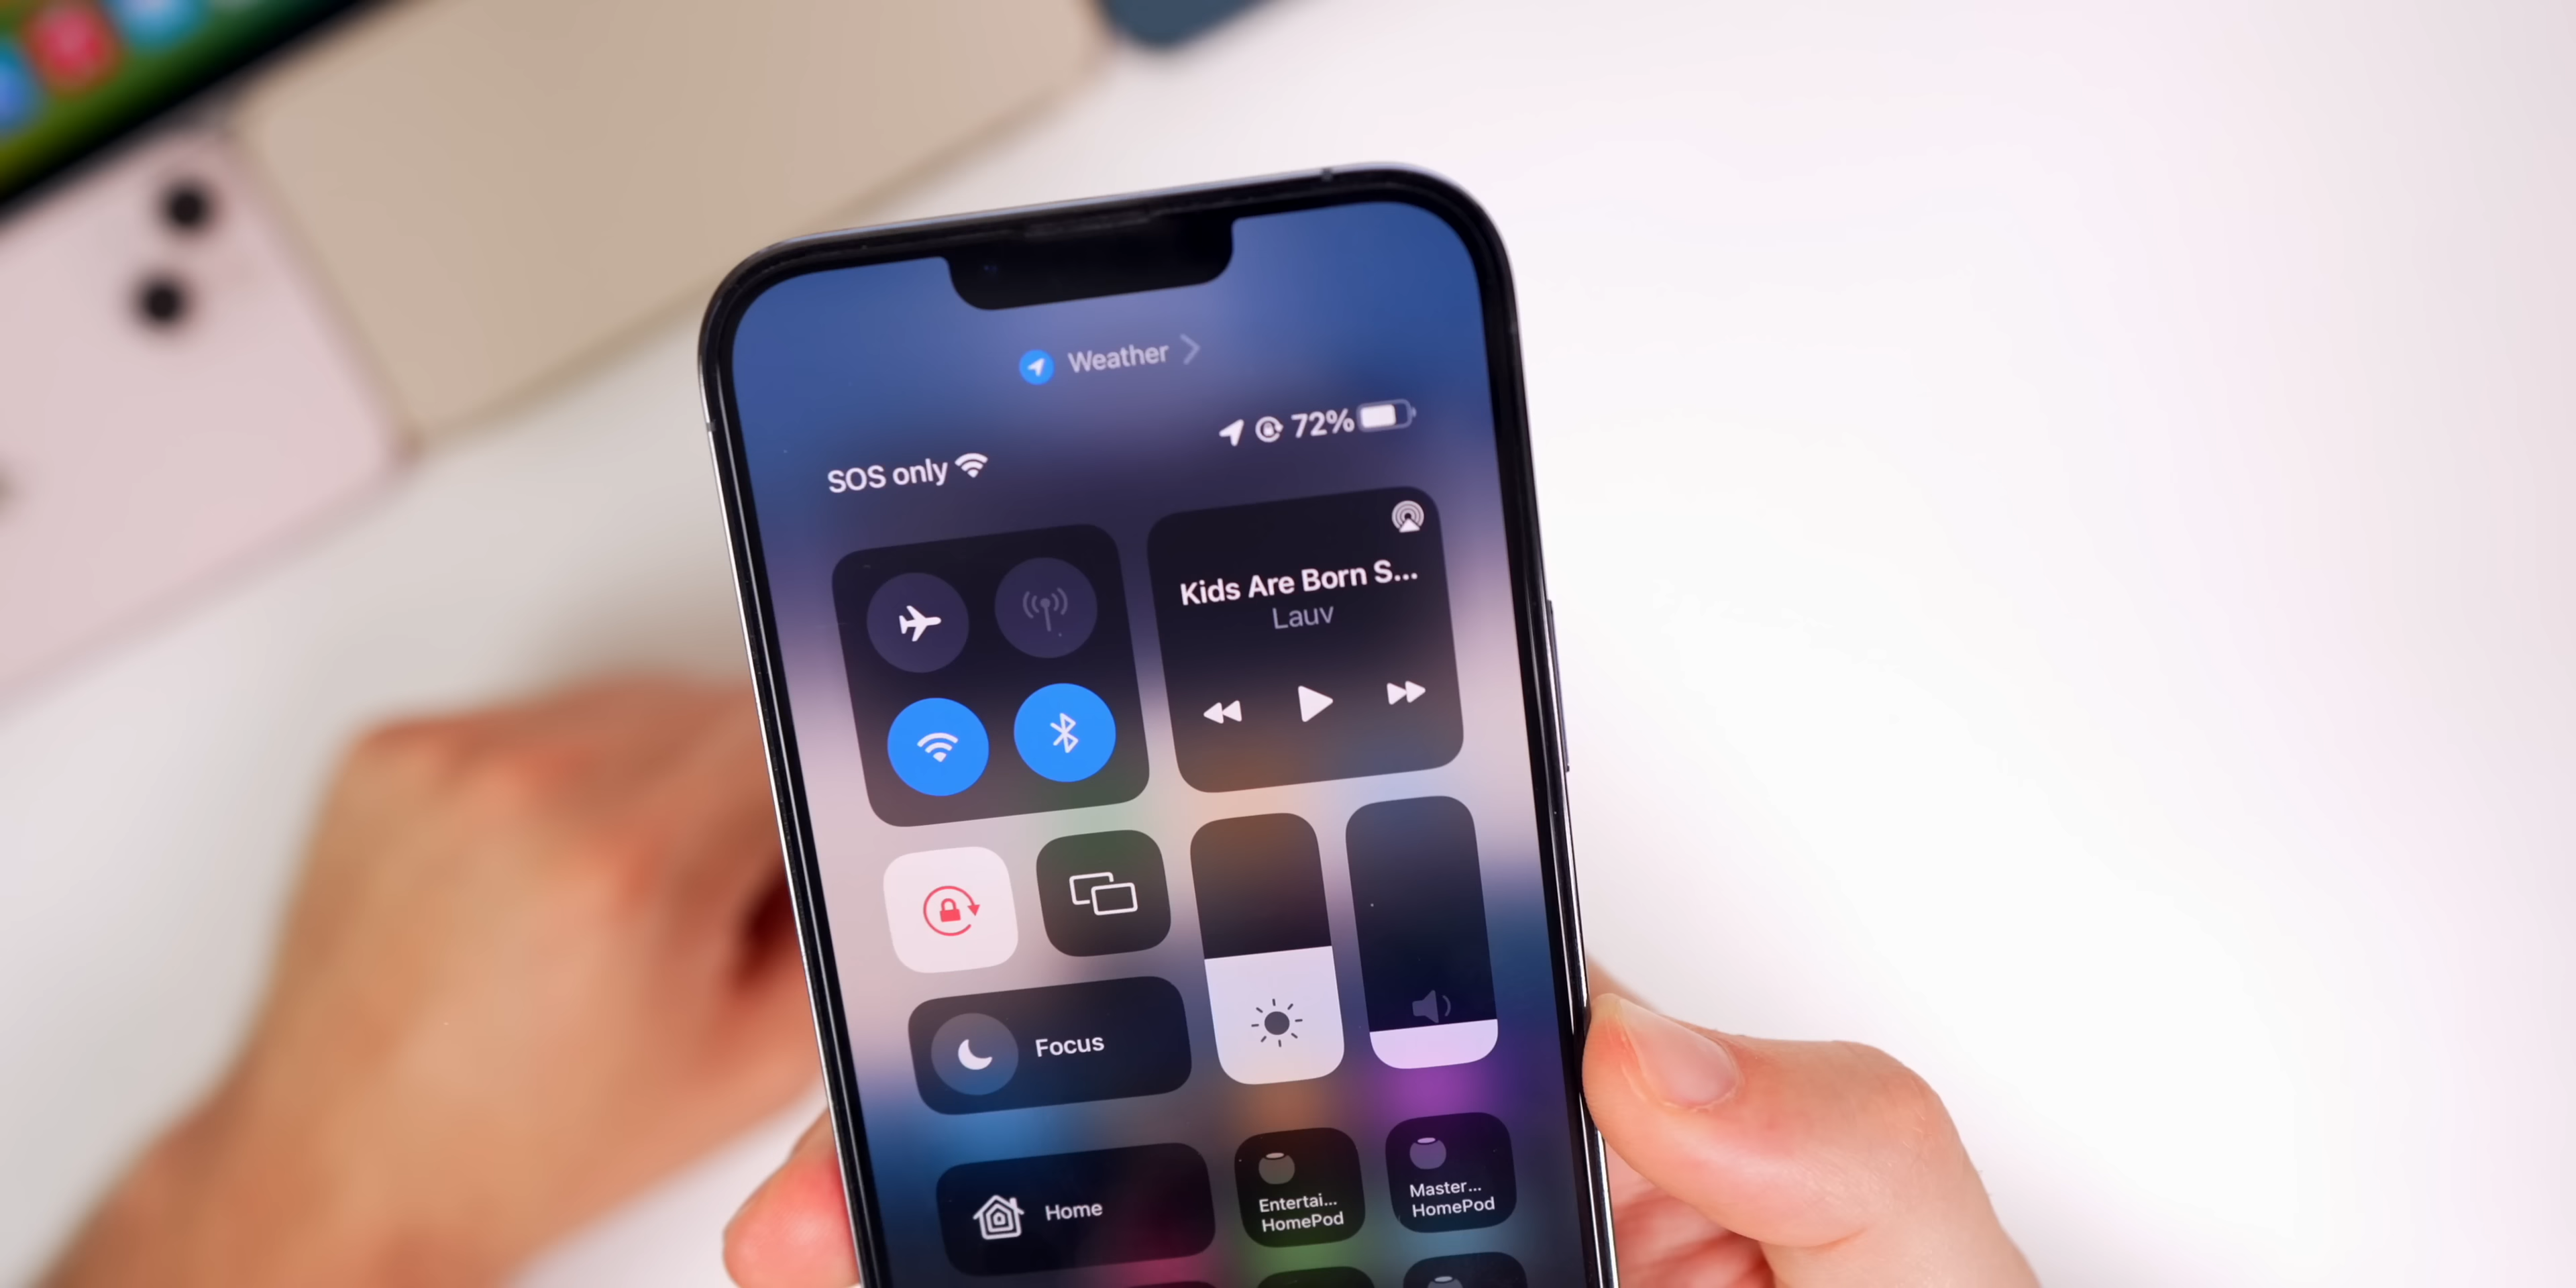 Weather
72%
SOS only
Kids Are Born S...
Lauv
Focus
Home
Entertai...
HomePod
Master...
HomePod